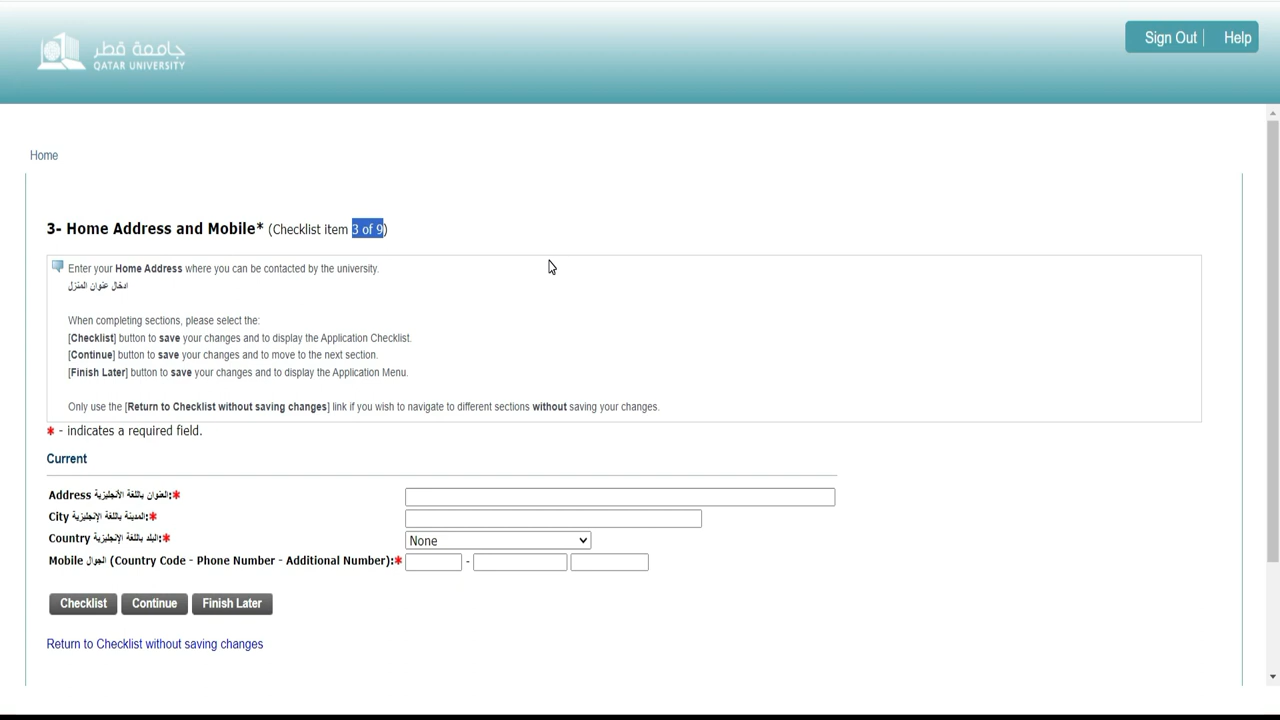 جامعة قطر
QATAR UNIVERSITY
Sign Out | Help
Home
3- Home Address and Mobile* (Checklist item 3 of 9)
Enter your Home Address where you can be contacted by the university.
ادخال عنوان المنزل
When completing sections, please select the:
[Checklist] button to save your changes and to display the Application Checklist.
[Continue] button to save your changes and to move to the next section.
[Finish Later] button to save your changes and to display the Application Menu.
Only use the [Return to Checklist without saving changes] link if you wish to navigate to different sections without saving your changes.
* - indicates a required field.
Current
Address العنوان باللغة الأنجليزية:*
City المدينة باللغة الإنجليزية:*
Country البلد باللغة الإنجليزية:*
None
Mobile الجوال (Country Code - Phone Number - Additional Number):*
-
Checklist Continue Finish Later
Return to Checklist without saving changes